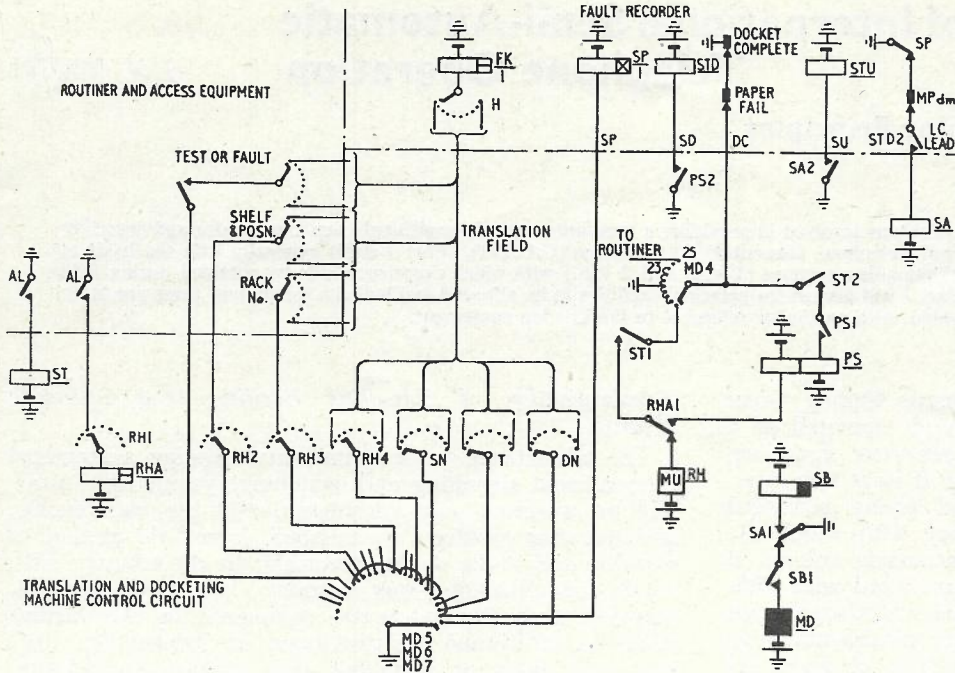 FAULT RECORDER
ROUTINER AND ACCESS EQUIPMENT
FK
1
H
SP
1
STD
DOCKET
COMPLETE
PAPER
FAIL
STU
SP
MPdm
LC
LEAD
STD2
SP
SD
DC
SU
TEST OR FAULT
PS2
SA2
SA
SHELF
& POSN.
TRANSLATION
FIELD
TO
ROUTINER
25
23
MD4
ST2
AL
AL
RACK
No.
PS1
ST1
ST
PS
RHA1
RH1
RH2
RH3
RH4
SN
T
DN
MU
RH
RHA
1
SB
SA1
SB1
TRANSLATION AND DOCKETING
MACHINE CONTROL CIRCUIT
MD
MD5
MD6
MD7